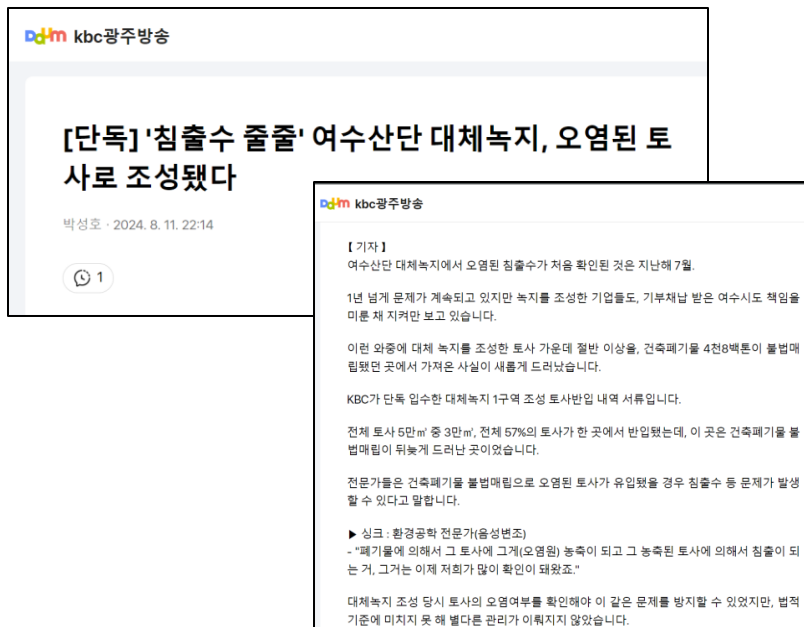 Daum kbc광주방송
[단독] '침출수 줄줄' 여수산단 대체녹지, 오염된 토
사로 조성됐다
박성호 · 2024. 8. 11. 22:14
1
Daum kbc광주방송
【 기자 】
여수산단 대체녹지에서 오염된 침출수가 처음 확인된 것은 지난해 7월.
1년 넘게 문제가 계속되고 있지만 녹지를 조성한 기업들도, 기부채납 받은 여수시도 책임을
미룬 채 지켜만 보고 있습니다.
이런 와중에 대체 녹지를 조성한 토사 가운데 절반 이상을, 건축폐기물 4천8백톤이 불법매
립됐던 곳에서 가져온 사실이 새롭게 드러났습니다.
KBC가 단독 입수한 대체녹지 1구역 조성 토사반입 내역 서류입니다.
전체 토사 5만㎥ 중 3만㎥, 전체 57%의 토사가 한 곳에서 반입됐는데, 이 곳은 건축폐기물 불
법매립이 뒤늦게 드러난 곳이었습니다.
전문가들은 건축폐기물 불법매립으로 오염된 토사가 유입됐을 경우 침출수 등 문제가 발생
할 수 있다고 말합니다.
▶ 싱크 : 환경공학 전문가(음성변조)
- "폐기물에 의해서 그 토사에 그게(오염원) 농축이 되고 그 농축된 토사에 의해서 침출이 되
는 거, 그거는 이제 저희가 많이 확인이 돼왔죠."
대체녹지 조성 당시 토사의 오염여부를 확인해야 이 같은 문제를 방지할 수 있었지만, 법적
기준에 미치지 못 해 별다른 관리가 이뤄지지 않았습니다.